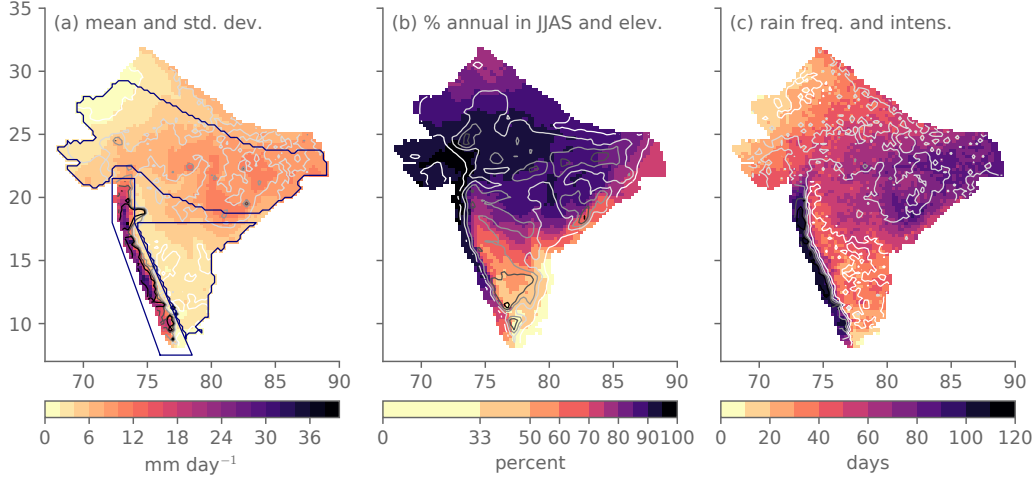 (a) mean and std. dev.
(b) % annual in JJAS and elev.
(c) rain freq. and intens.
35
30
25
20
15
10
70 75 80 85 90
70 75 80 85 90
70 75 80 85 90
0 6 12 18 24 30 36
0 33 50 60 70 80 90 100
0 20 40 60 80 100 120
mm day⁻¹
percent
days